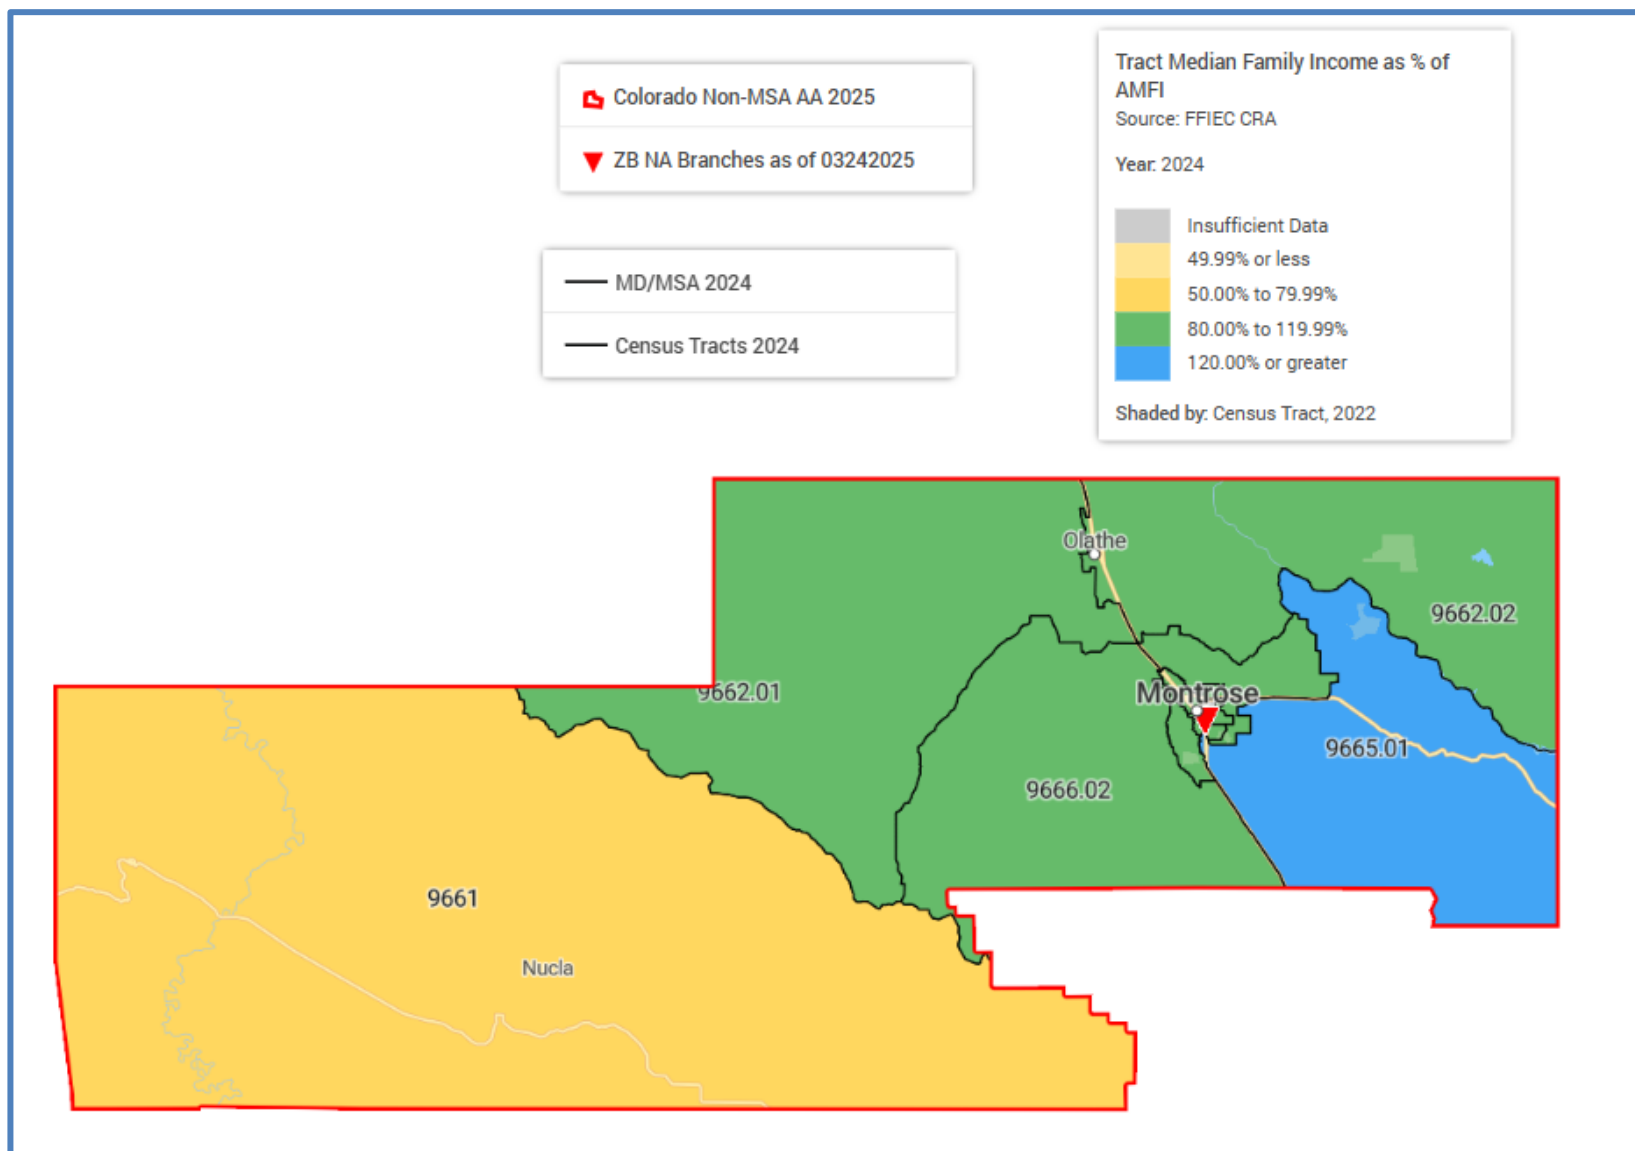 Colorado Non-MSA AA 2025
ZB NA Branches as of 03242025
MD/MSA 2024
Census Tracts 2024
Tract Median Family Income as % of
AMFI
Source: FFIEC CRA
Year: 2024
Insufficient Data
49.99% or less
50.00% to 79.99%
80.00% to 119.99%
120.00% or greater
Shaded by: Census Tract, 2022
Olathe
9662.02
9662.01
Montrose
9665.01
9666.02
9661
Nucla